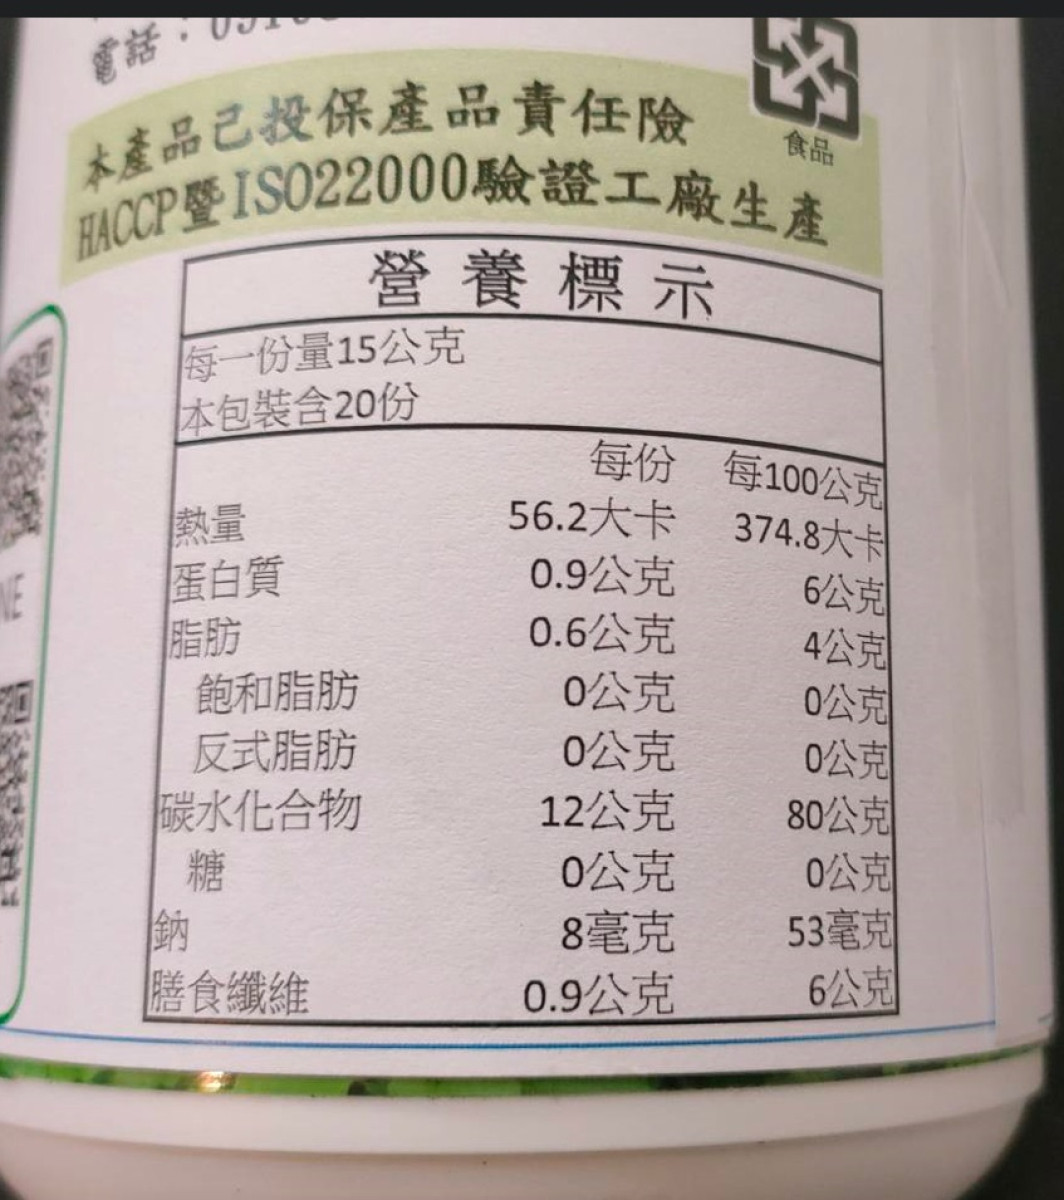 電話：
食品
本產品己投保產品責任險
HACCP暨ISO22000驗證工廠生產
營養標示
每一份量15公克
本包裝含20份
每份 每100公克
熱量 56.2大卡 374.8大卡
蛋白質 0.9公克 6公克
脂肪 0.6公克 4公克
飽和脂肪 0公克 0公克
反式脂肪 0公克 0公克
碳水化合物 12公克 80公克
糖 0公克 0公克
鈉 8毫克 53毫克
膳食纖維 0.9公克 6公克